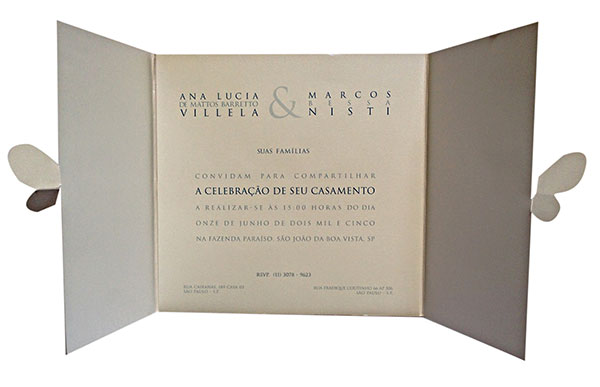 ANA LUCIA
DE MATTOS BARRETTO
VILLELA
&
MARCOS
BESSA
NISTI
SUAS FAMÍLIAS
CONVIDAM PARA COMPARTILHAR
A CELEBRAÇÃO DE SEU CASAMENTO
A REALIZAR-SE ÀS 15:00 HORAS DO DIA
ONZE DE JUNHO DE DOIS MIL E CINCO
NA FAZENDA PARAÍSO, SÃO JOÃO DA BOA VISTA, SP
RSVP (11) 3078 - 9623
RUA
SÃO PAULO - S.P.
RUA
SÃO PAULO - S.P.